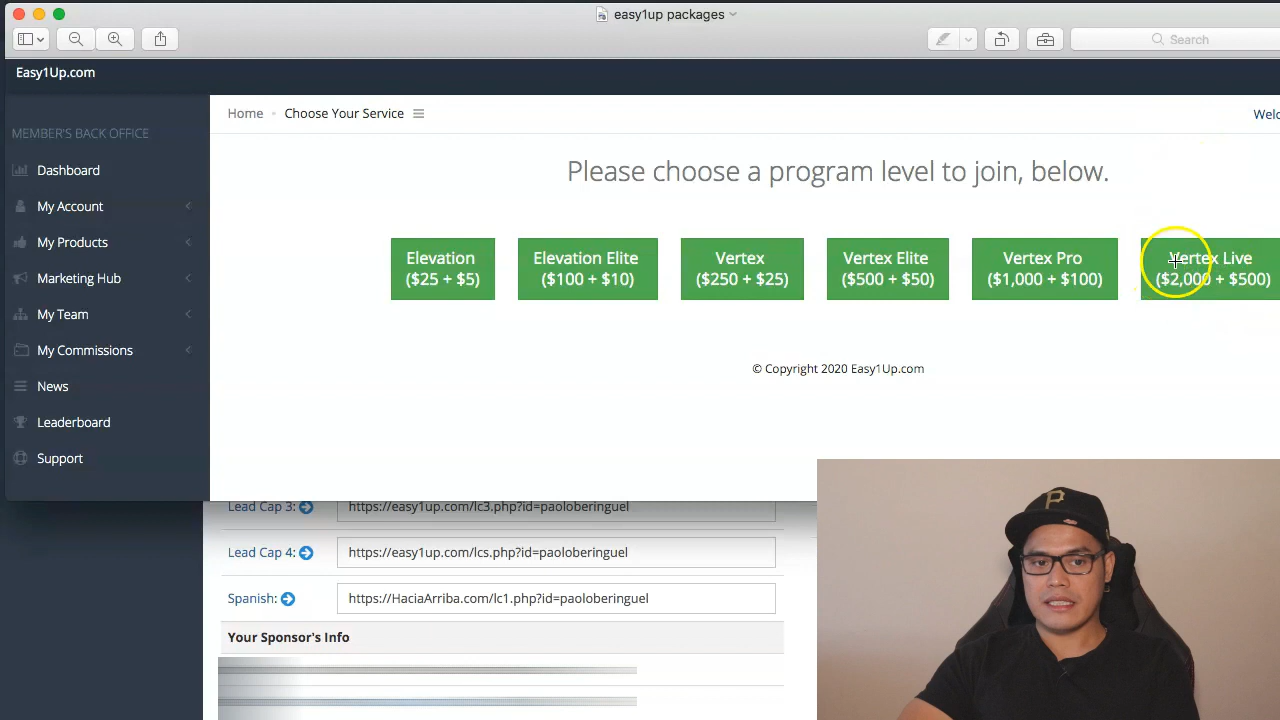 easy1up packages
Search
Easy1Up.com
Home • Choose Your Service
MEMBER'S BACK OFFICE
Dashboard
My Account
My Products
Marketing Hub
My Team
My Commissions
News
Leaderboard
Support
Please choose a program level to join, below.
Elevation
($25 + $5)
Elevation Elite
($100 + $10)
Vertex
($250 + $25)
Vertex Elite
($500 + $50)
Vertex Pro
($1,000 + $100)
Vertex Live
($2,000 + $500)
© Copyright 2020 Easy1Up.com
Lead Cap 3: https://easy1up.com/lc3.php?id=paoloberinguel
Lead Cap 4: https://easy1up.com/lcs.php?id=paoloberinguel
Spanish: https://HaciaArriba.com/lc1.php?id=paoloberinguel
Your Sponsor's Info
P